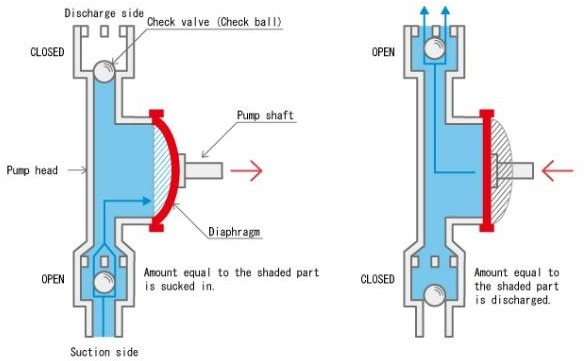 Discharge side
Check valve (Check ball)
CLOSED
Pump shaft
Pump head
Diaphragm
OPEN
Amount equal to the shaded part
is sucked in.
Suction side
OPEN
CLOSED
Amount equal to
the shaded part
is discharged.